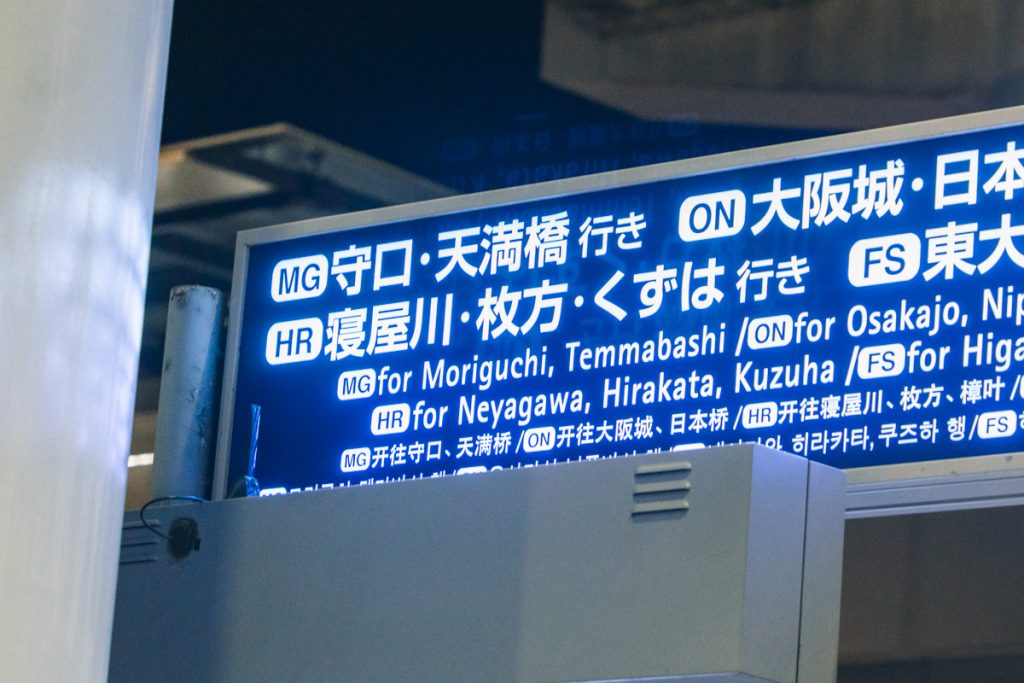 MG 守口・天満橋 行き ON 大阪城・日本
HR 寝屋川・枚方・くずは 行き FS 東大
MG for Moriguchi, Temmabashi / ON for Osakajo, Nip
HR for Neyagawa, Hirakata, Kuzuha / FS for Higa
MG 开往守口、天满桥 / ON 开往大阪城、日本桥 / HR 开往寝屋川、枚方、樟叶 /
히라카타, 쿠즈하 행 / FS